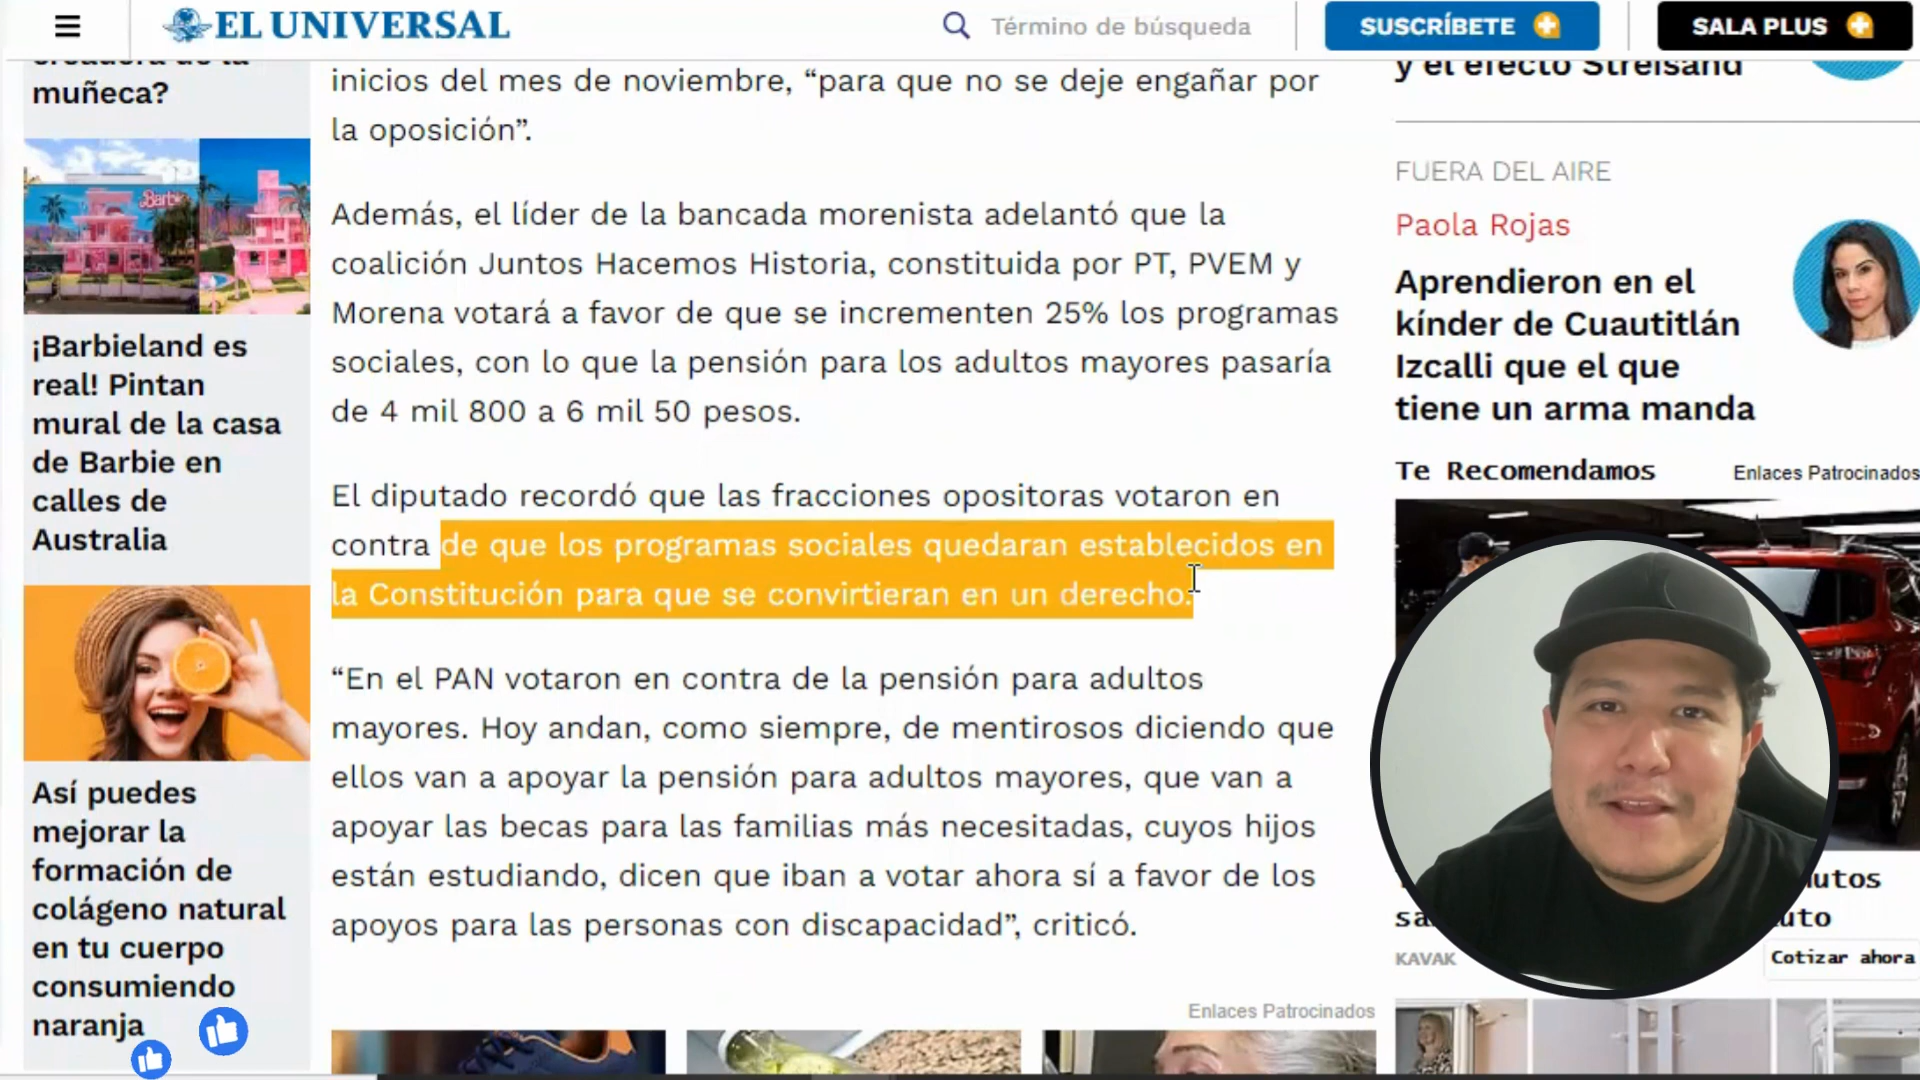 EL UNIVERSAL
Término de búsqueda
SUSCRÍBETE
SALA PLUS
muñeca?
¡Barbieland es
real! Pintan
mural de la casa
de Barbie en
calles de
Australia
Así puedes
mejorar la
formación de
colágeno natural
en tu cuerpo
consumiendo
naranja
inicios del mes de noviembre, “para que no se deje engañar por
la oposición”.
Además, el líder de la bancada morenista adelantó que la
coalición Juntos Hacemos Historia, constituida por PT, PVEM y
Morena votará a favor de que se incrementen 25% los programas
sociales, con lo que la pensión para los adultos mayores pasaría
de 4 mil 800 a 6 mil 50 pesos.
El diputado recordó que las fracciones opositoras votaron en
contra de que los programas sociales quedaran establecidos en
la Constitución para que se convirtieran en un derecho.
“En el PAN votaron en contra de la pensión para adultos
mayores. Hoy andan, como siempre, de mentirosos diciendo que
ellos van a apoyar la pensión para adultos mayores, que van a
apoyar las becas para las familias más necesitadas, cuyos hijos
están estudiando, dicen que iban a votar ahora sí a favor de los
apoyos para las personas con discapacidad”, criticó.
Enlaces Patrocinados
y el efecto Streisand
FUERA DEL AIRE
Paola Rojas
Aprendieron en el
kínder de Cuautitlán
Izcalli que el que
tiene un arma manda
Te Recomendamos
Enlaces Patrocinados
KAVAK
Cotizar ahora
Barbie